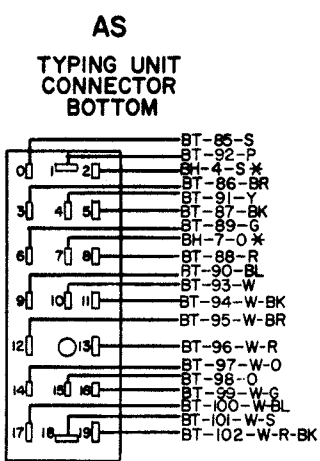 AS
TYPING UNIT
CONNECTOR
BOTTOM
BT-85-S
BT-92-P
0 1 2 BH-4-S *
BT-86-BR
BT-91-Y
3 4 5 BT-87-BK
BT-89-G
BH-7-O *
6 7 8 BT-88-R
BT-90-BL
BT-93-W
9 10 11 BT-94-W-BK
BT-95-W-BR
12 13 BT-96-W-R
BT-97-W-O
BT-98-O
14 15 16 BT-99-W-G
BT-100-W-BL
BT-101-W-S
17 18 19 BT-102-W-R-BK